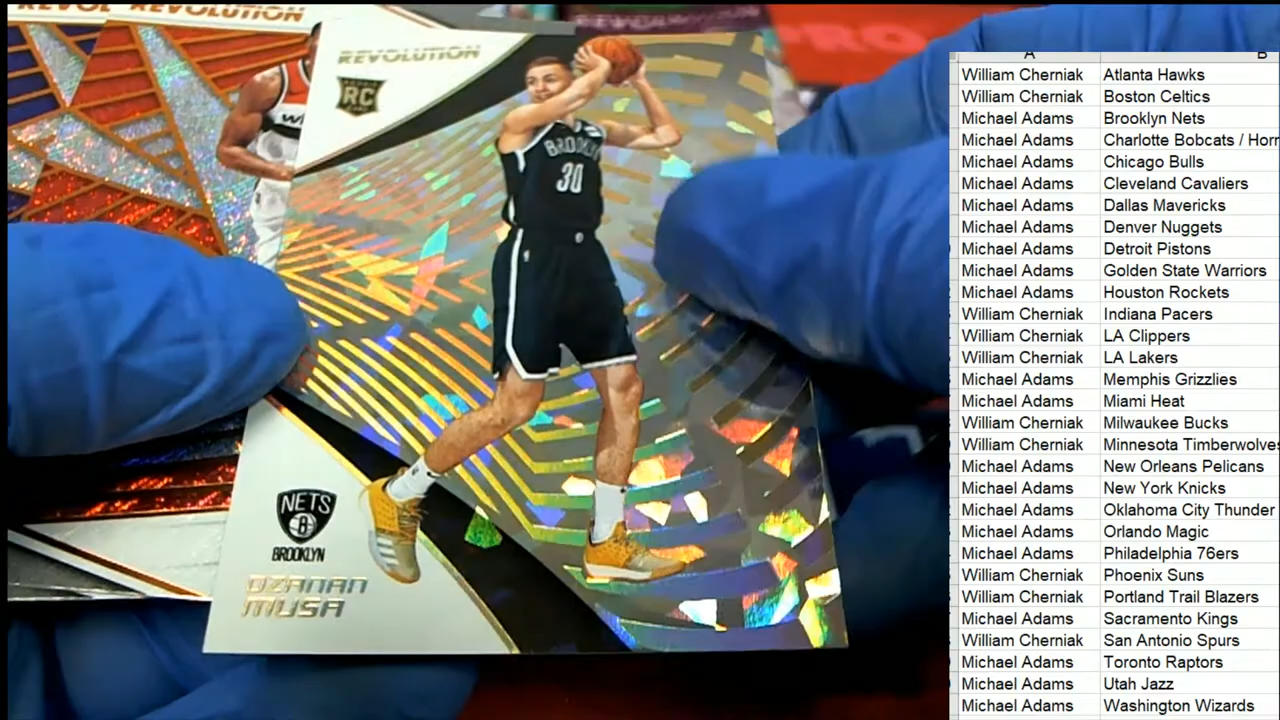 REVOL
REVOLUTION
REVOLUTION
RC
BROOKLYN
30
NETS
B
BROOKLYN
DZANAN
MUSA
A B
William Cherniak Atlanta Hawks
William Cherniak Boston Celtics
Michael Adams Brooklyn Nets
Michael Adams Charlotte Bobcats / Horr
Michael Adams Chicago Bulls
Michael Adams Cleveland Cavaliers
Michael Adams Dallas Mavericks
Michael Adams Denver Nuggets
Michael Adams Detroit Pistons
Michael Adams Golden State Warriors
Michael Adams Houston Rockets
Michael Adams Indiana Pacers
William Cherniak LA Clippers
William Cherniak LA Lakers
Michael Adams Memphis Grizzlies
Michael Adams Miami Heat
William Cherniak Milwaukee Bucks
William Cherniak Minnesota Timberwolve
Michael Adams New Orleans Pelicans
Michael Adams New York Knicks
Michael Adams Oklahoma City Thunder
Michael Adams Orlando Magic
Michael Adams Philadelphia 76ers
William Cherniak Phoenix Suns
William Cherniak Portland Trail Blazers
Michael Adams Sacramento Kings
William Cherniak San Antonio Spurs
Michael Adams Toronto Raptors
Michael Adams Utah Jazz
Michael Adams Washington Wizards